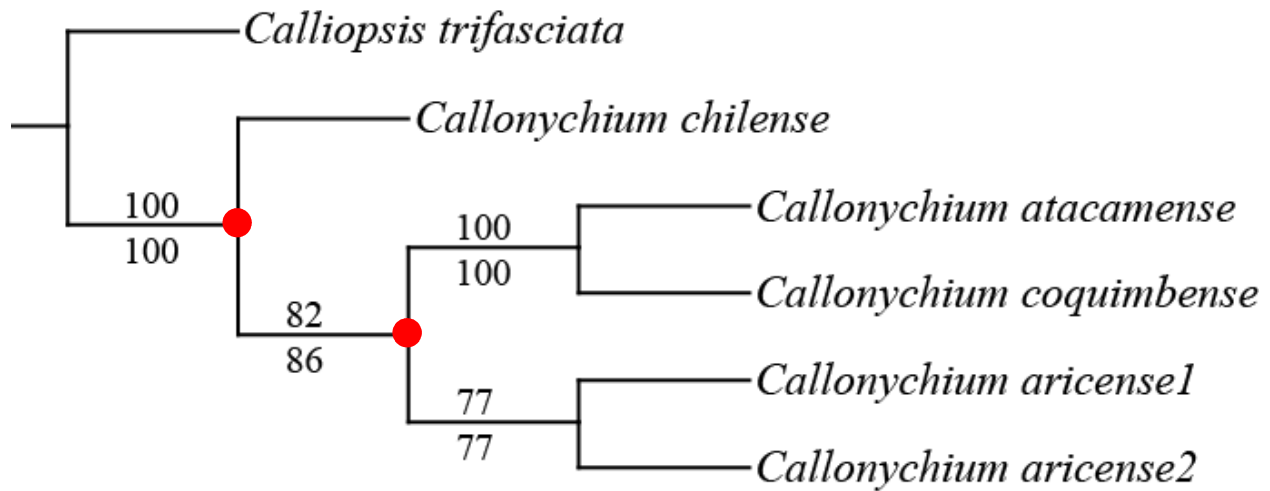 Calliopsis trifasciata
Callonychium chilense
100
100
Callonychium atacamense
100
100
Callonychium coquimbense
82
86
Callonychium aricense1
77
77
Callonychium aricense2